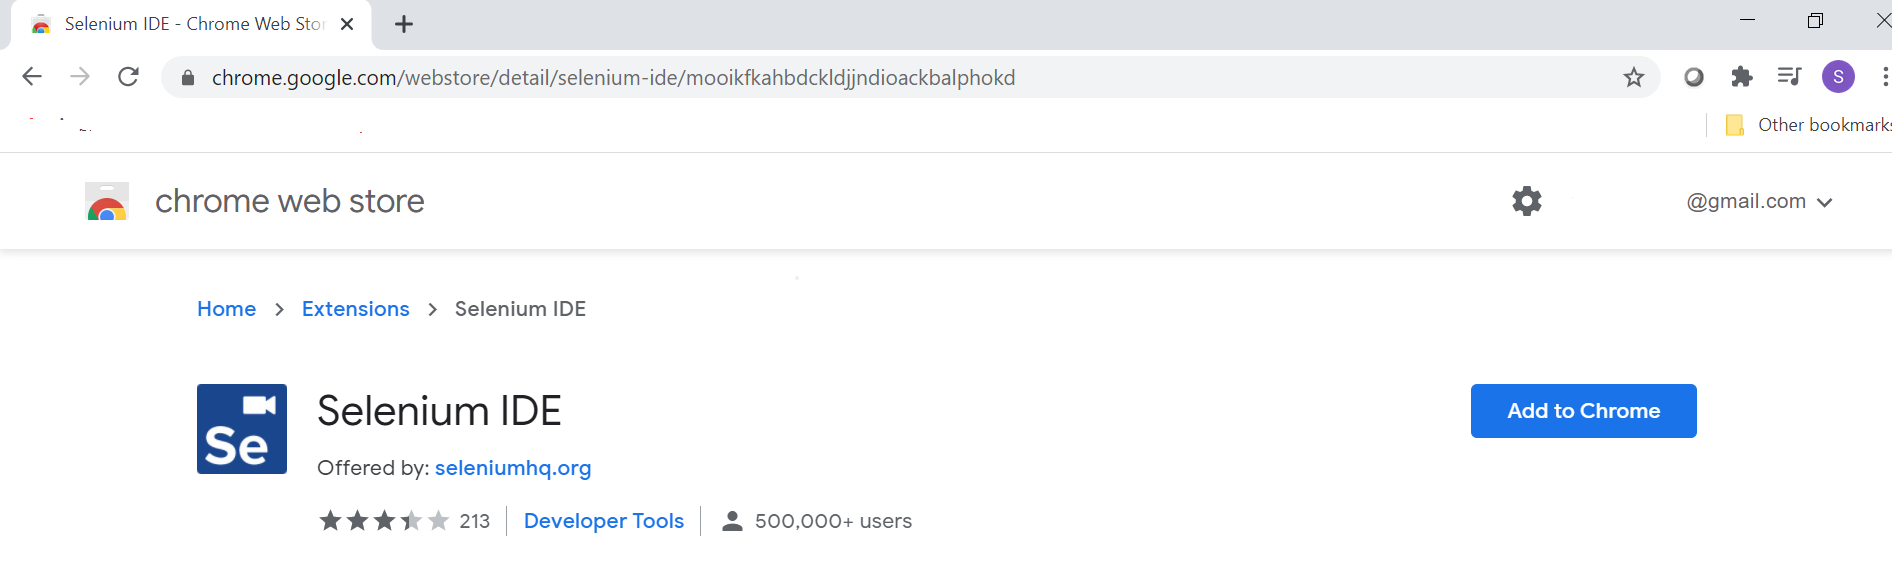 Selenium IDE - Chrome Web Stor
chrome.google.com/webstore/detail/selenium-ide/mooikfkahbdckldjjndioackbalphokd
S
Other bookmarks
chrome web store
@gmail.com
Home > Extensions > Selenium IDE
Se
Selenium IDE
Add to Chrome
Offered by: seleniumhq.org
213 | Developer Tools | 500,000+ users